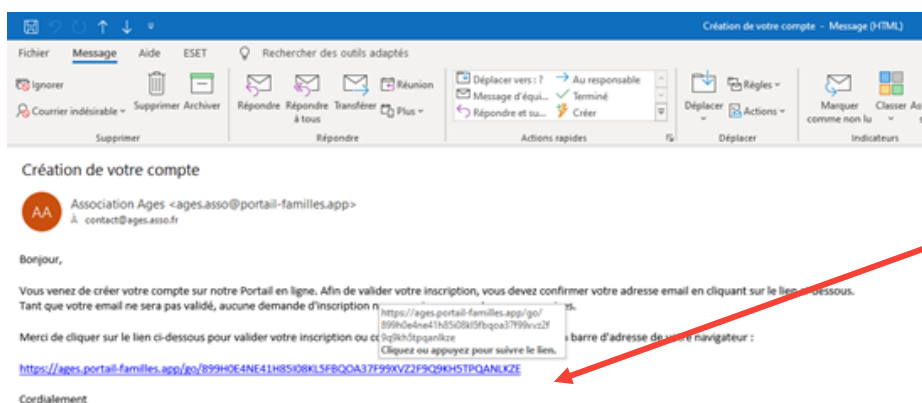 Création de votre compte - Message (HTML)
Fichier Message Aide ESET Rechercher des outils adaptés
Ignorer
Courrier indésirable
Supprimer Archiver
Supprimer
Répondre Répondre à tous Transférer
Réunion
Plus
Répondre
Déplacer vers : ? Au responsable
Message d'équi... Terminé
Répondre et su... Créer
Actions rapides
Déplacer
Règles
Actions
Déplacer
Marquer comme non lu
Classer As
Indicateurs
Création de votre compte
AA
Association Ages <ages.asso@portail-familles.app>
À contact@ages.asso.fr
Bonjour,
Vous venez de créer votre compte sur notre Portail en ligne. Afin de valider votre inscription, vous devez confirmer votre adresse email en cliquant sur le lien ci-dessous.
Tant que votre email ne sera pas validé, aucune demande d'inscription
https://ages.portail-familles.app/go/
Cliquez ou appuyez pour suivre le lien.
Merci de cliquer sur le lien ci-dessous pour valider votre inscription ou barre d'adresse de votre navigateur :
https://ages.portail-familles.app/go/899H0E4NE41H85I08KL5FBQOA37F99XVZ2F9Q9KH5TPQANLKZE
Cordialement